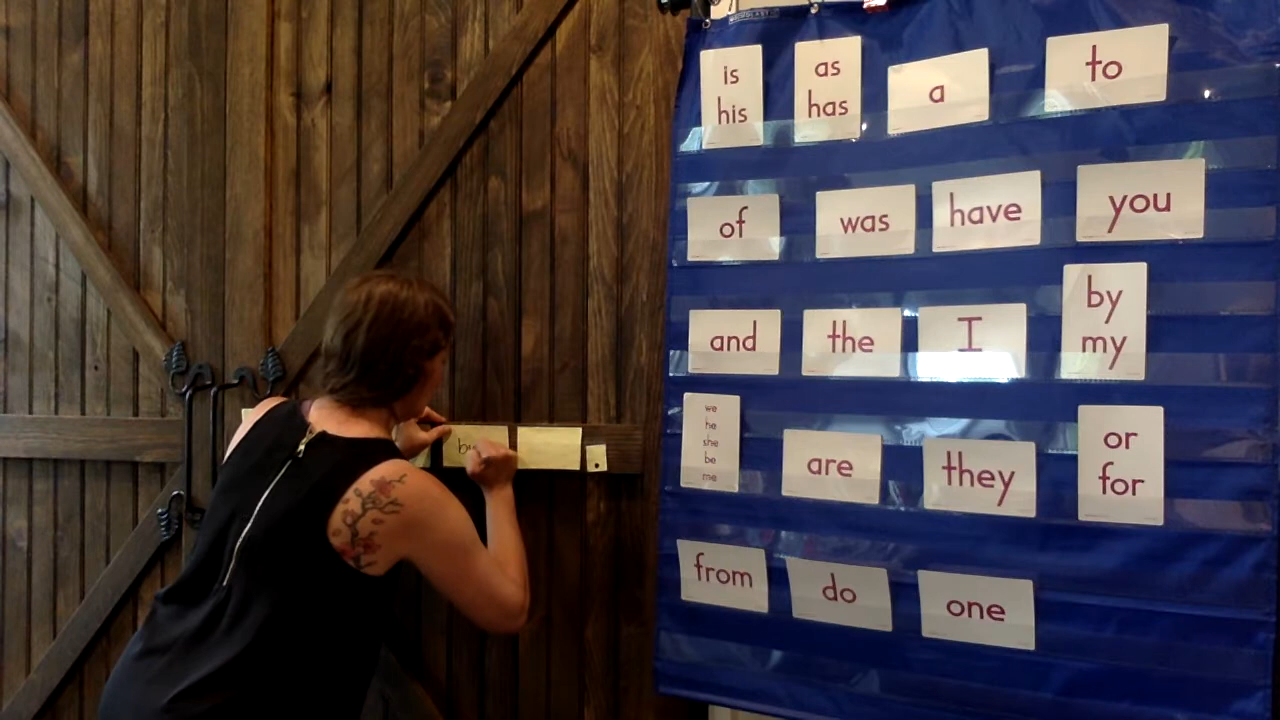 is
his
as
has
a
to
of
was
have
you
and
the
I
by
my
we
he
she
be
me
are
they
or
for
from
do
one